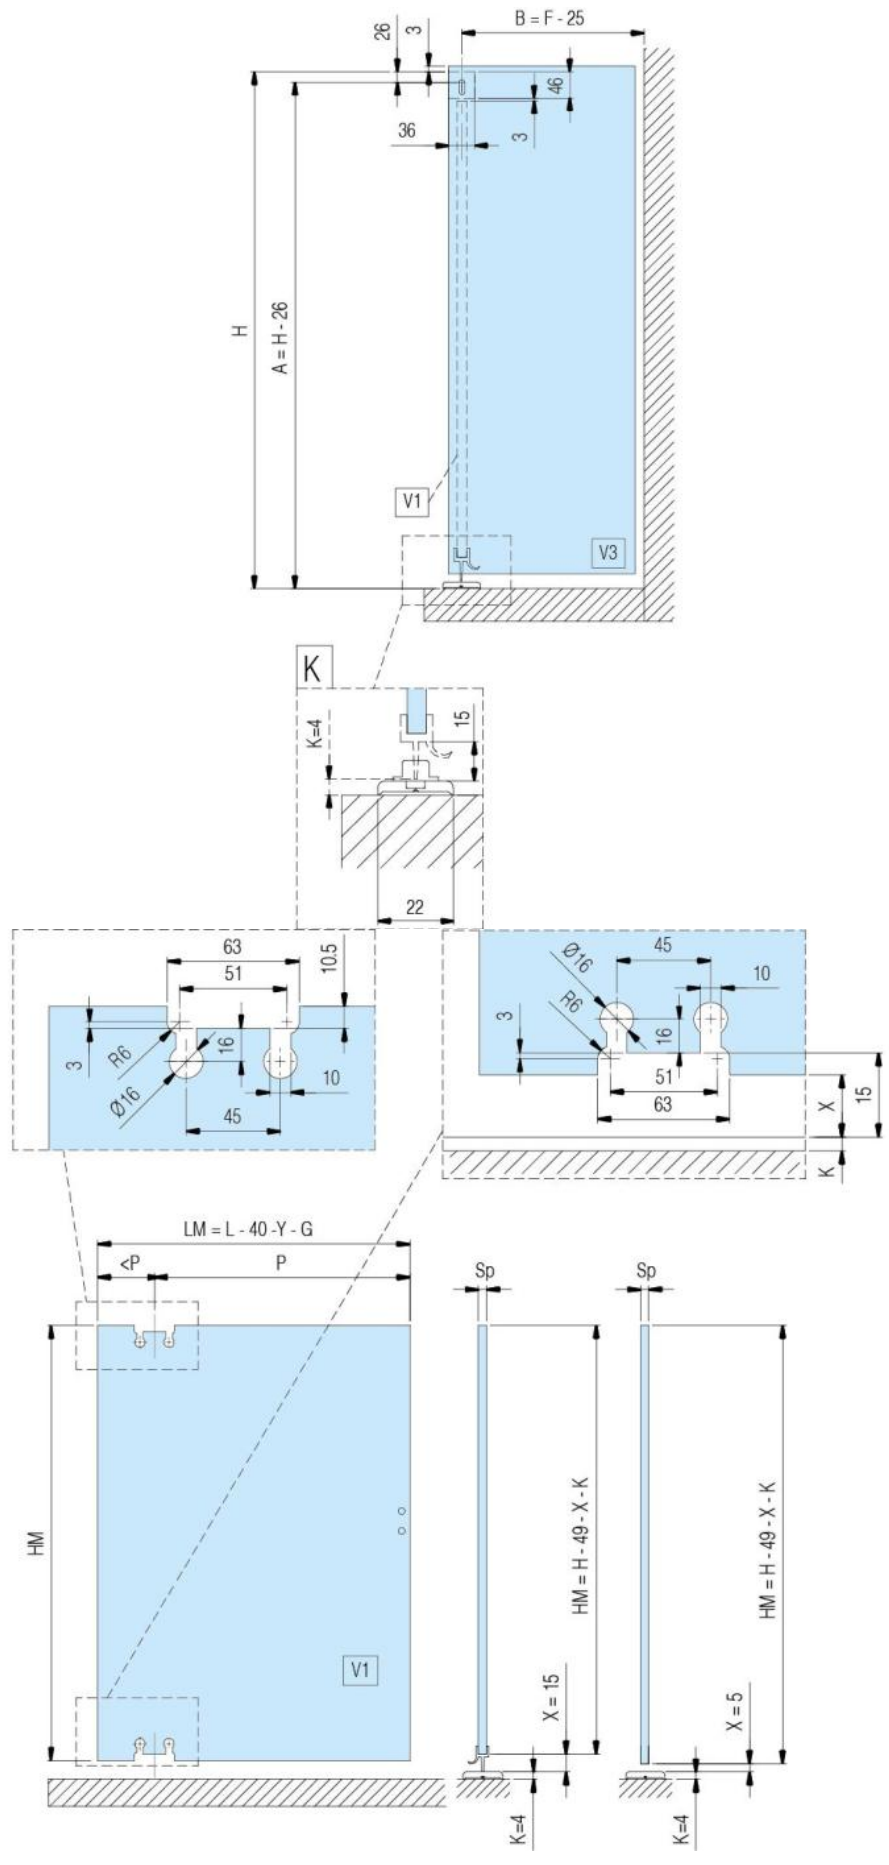 B = F - 25
26
3
46
36
3
H
A = H - 26
V1
V3
K
K=4
15
22
63
51
10.5
3
R6
Ø16
16
10
45
45
Ø16
10
R6
3
16
51
63
15
X
K
LM = L - 40 -Y - G
<P
P
Sp
Sp
HM
HM = H - 49 - X - K
HM = H - 49 - X - K
V1
X = 15
X = 5
K=4
K=4